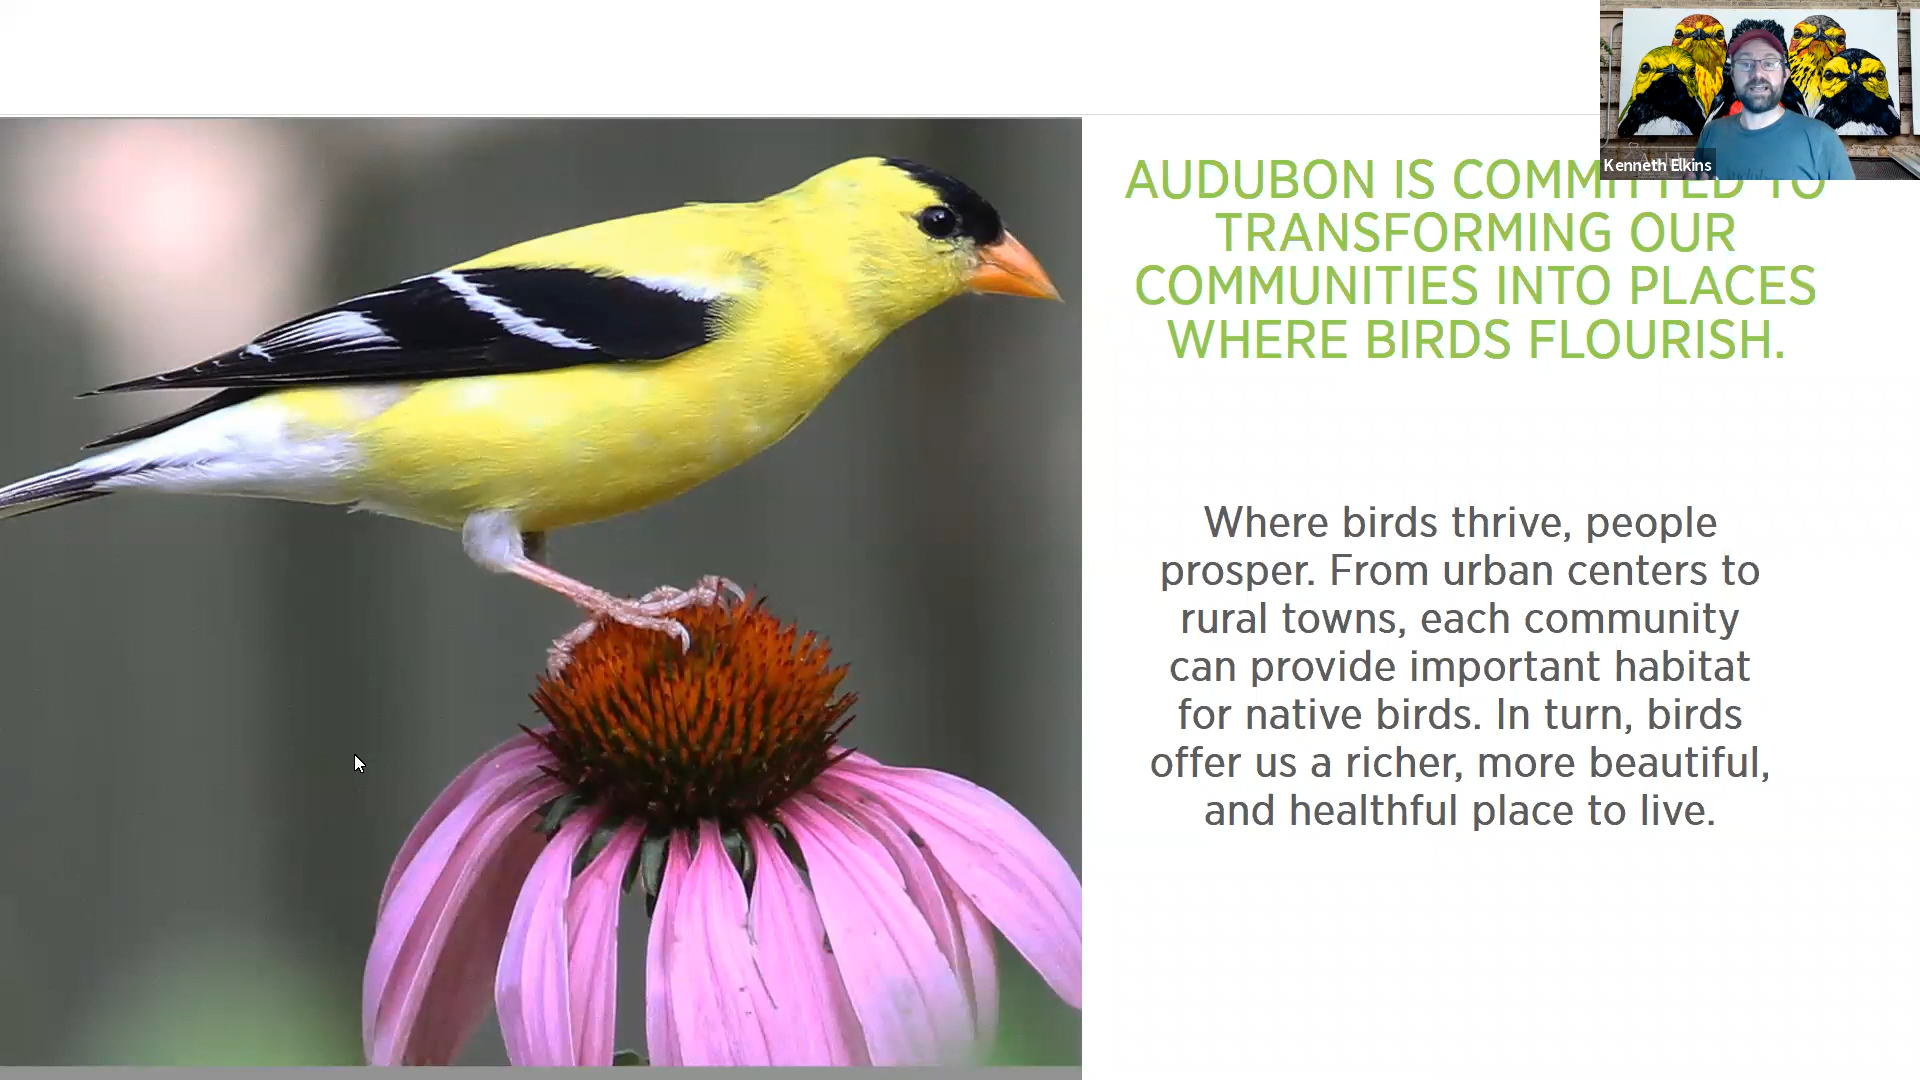 Kenneth Elkins
AUDUBON IS COMMITTED TO
TRANSFORMING OUR
COMMUNITIES INTO PLACES
WHERE BIRDS FLOURISH.
Where birds thrive, people
prosper. From urban centers to
rural towns, each community
can provide important habitat
for native birds. In turn, birds
offer us a richer, more beautiful,
and healthful place to live.